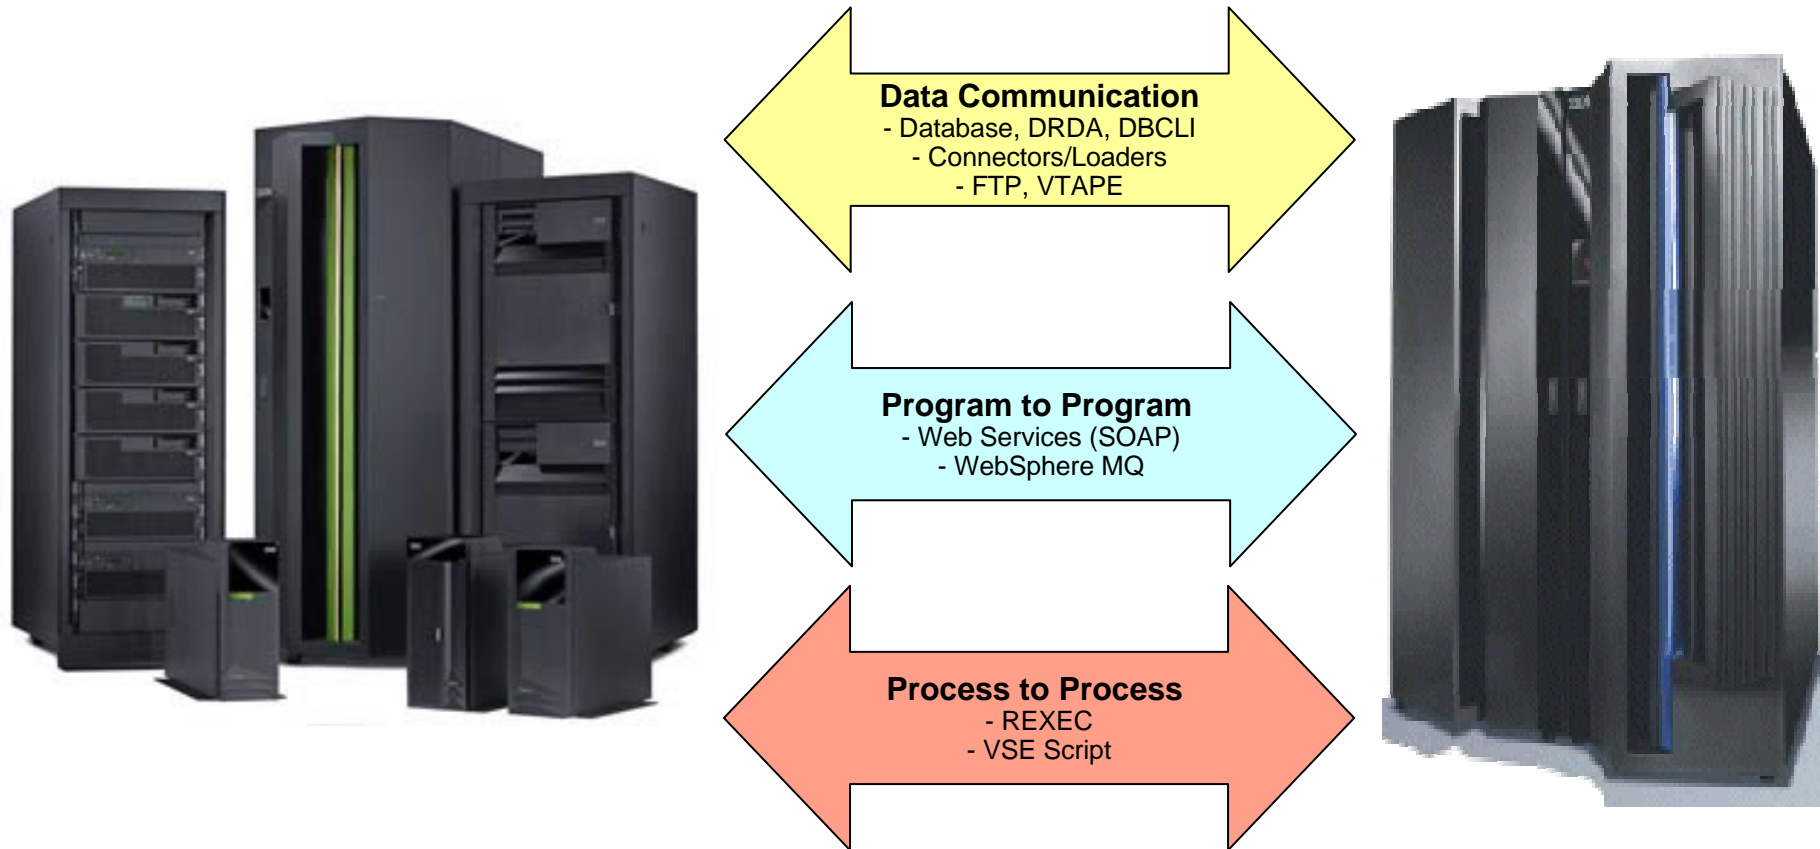 Data Communication
- Database, DRDA, DBCLI
- Connectors/Loaders
- FTP, VTAPE
Program to Program
- Web Services (SOAP)
- WebSphere MQ
Process to Process
- REXEC
- VSE Script